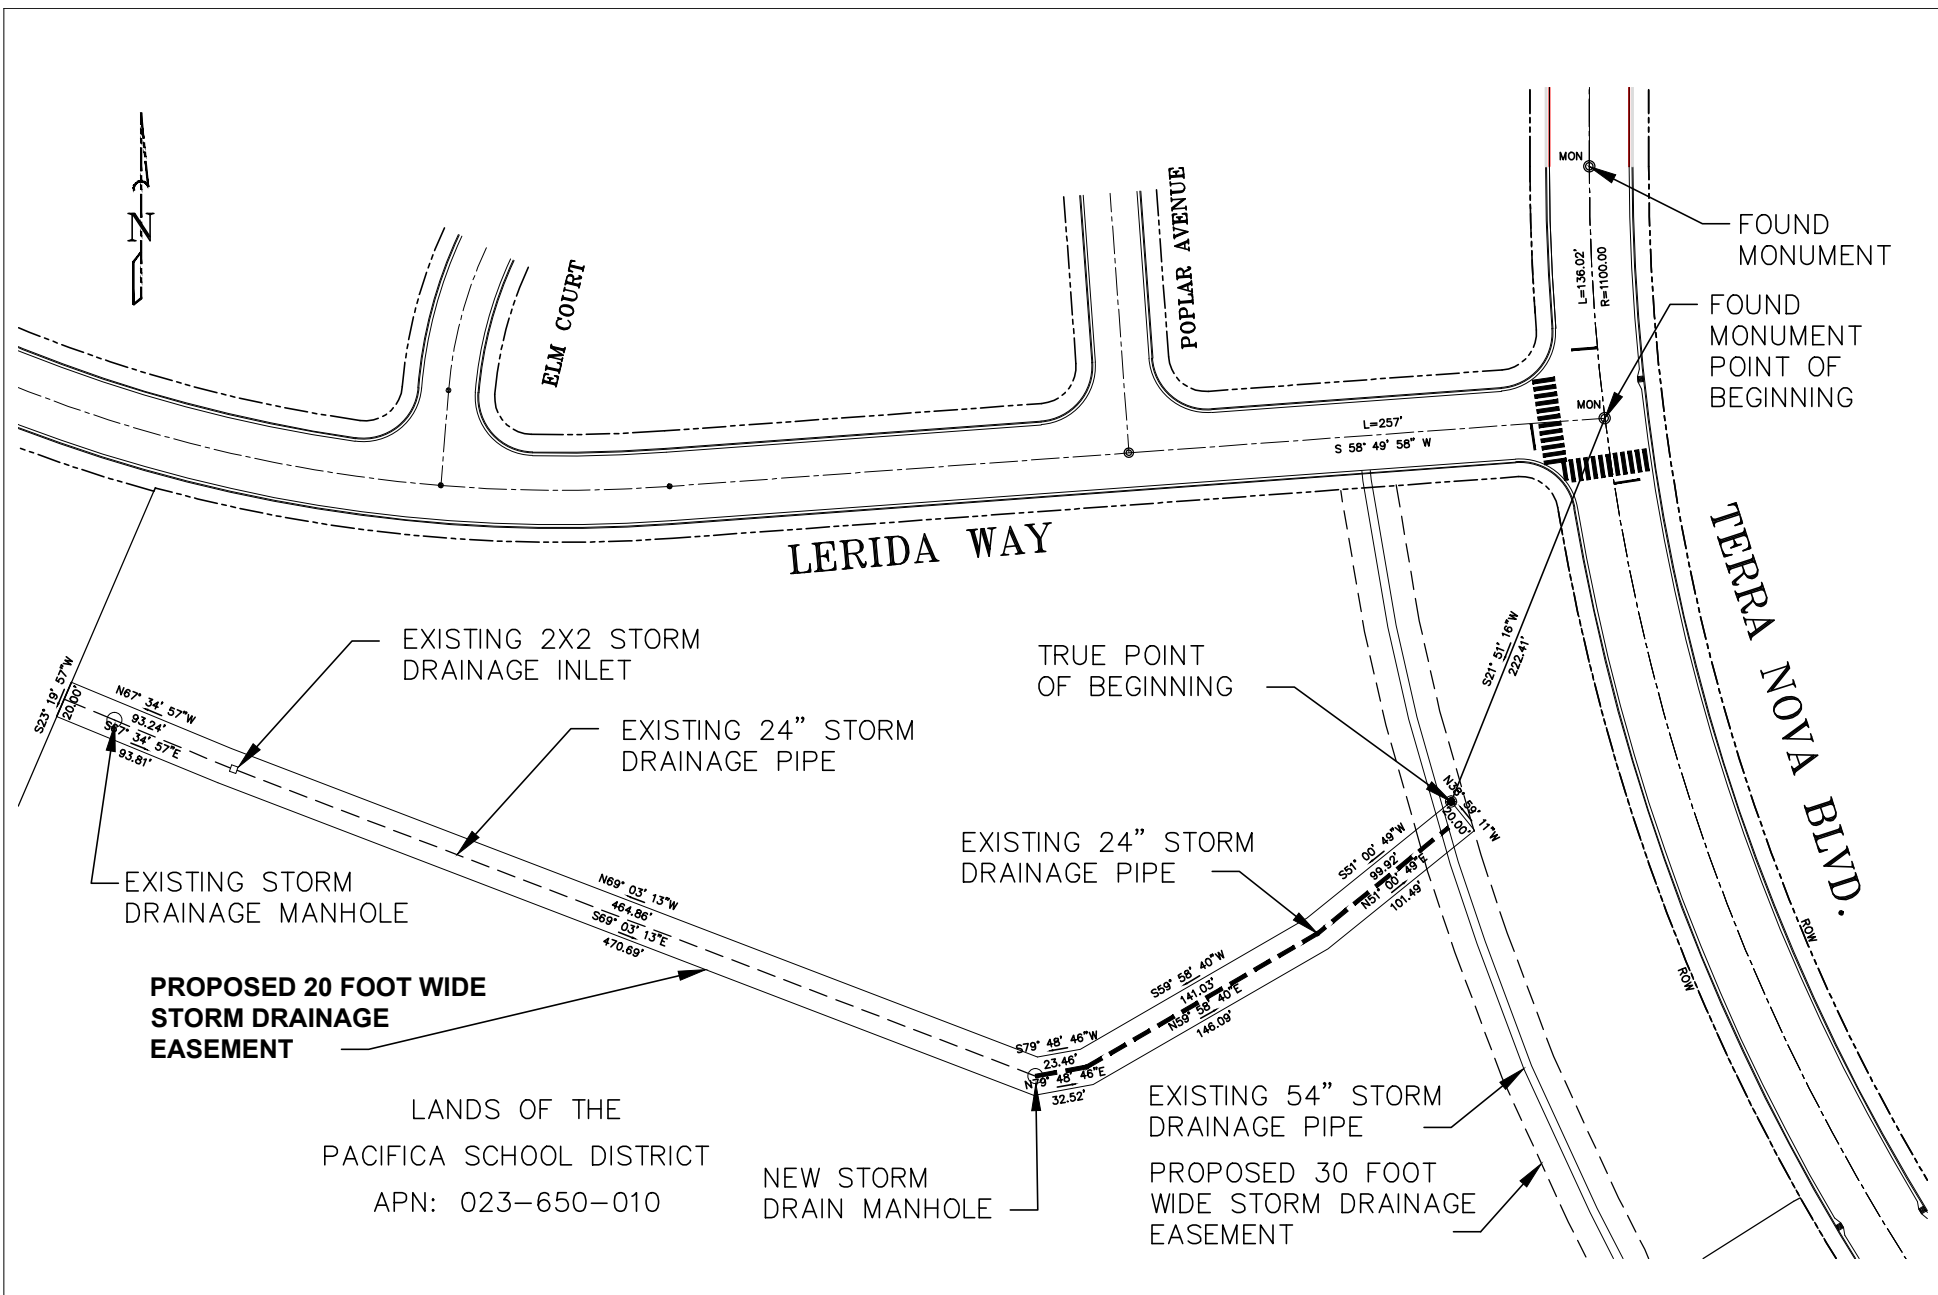 N
ELM COURT
POPLAR AVENUE
MON
FOUND
MONUMENT
L=136.02'
R=1100.00
FOUND
MONUMENT
POINT OF
BEGINNING
MON
L=257'
S 58° 49' 58" W
LERIDA WAY
TERRA NOVA BLVD.
S21° 51' 16"W
222.41'
EXISTING 2X2 STORM
DRAINAGE INLET
TRUE POINT
OF BEGINNING
S23° 19' 57"W
20.00'
N67° 34' 57"W
93.24'
S67° 34' 57"E
93.81'
EXISTING 24" STORM
DRAINAGE PIPE
N38° 59' 11"W
20.00'
EXISTING 24" STORM
DRAINAGE PIPE
S51° 00' 49"W
99.92'
N51° 00' 49"E
101.49'
EXISTING STORM
DRAINAGE MANHOLE
N69° 03' 13"W
464.86'
S69° 03' 13"E
470.69'
ROW
ROW
S59° 58' 40"W
141.03'
N59° 58' 40"E
146.09'
PROPOSED 20 FOOT WIDE
STORM DRAINAGE
EASEMENT
S79° 48' 46"W
23.46'
N79° 48' 46"E
32.52'
LANDS OF THE
PACIFICA SCHOOL DISTRICT
APN: 023-650-010
NEW STORM
DRAIN MANHOLE
EXISTING 54" STORM
DRAINAGE PIPE
PROPOSED 30 FOOT
WIDE STORM DRAINAGE
EASEMENT